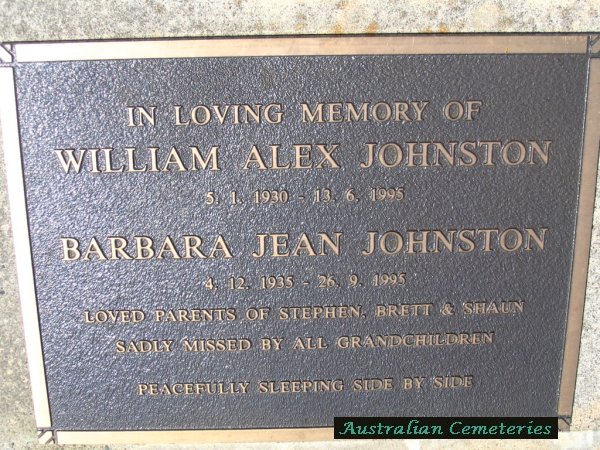 IN LOVING MEMORY OF
WILLIAM ALEX JOHNSTON
5. 1. 1930 - 13. 6. 1995
BARBARA JEAN JOHNSTON
4. 12. 1935 - 26. 9. 1995
LOVED PARENTS OF STEPHEN, BRETT & SHAUN
SADLY MISSED BY ALL GRANDCHILDREN
PEACEFULLY SLEEPING SIDE BY SIDE
Australian Cemeteries